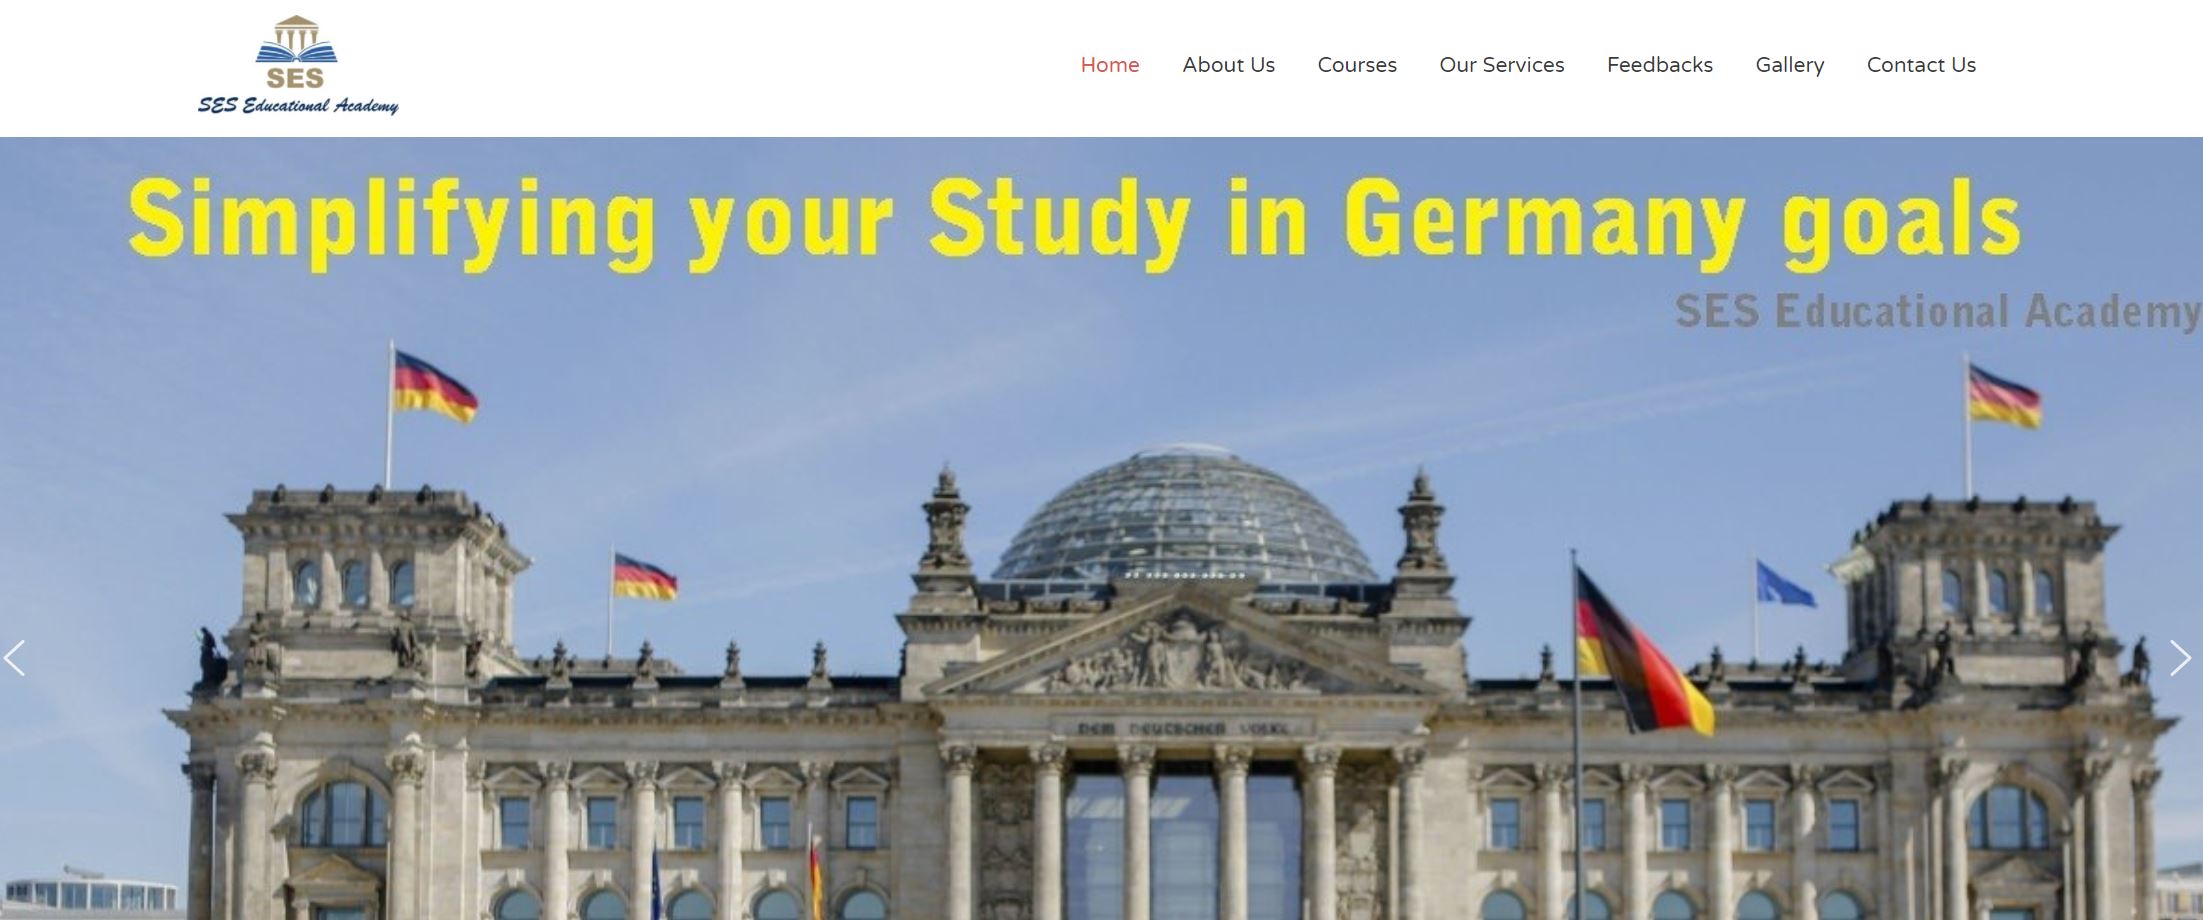 SES
SES Educational Academy
Home About Us Courses Our Services Feedbacks Gallery Contact Us
Simplifying your Study in Germany goals
SES Educational Academy
DEM DEUTSCHEN VOLKE